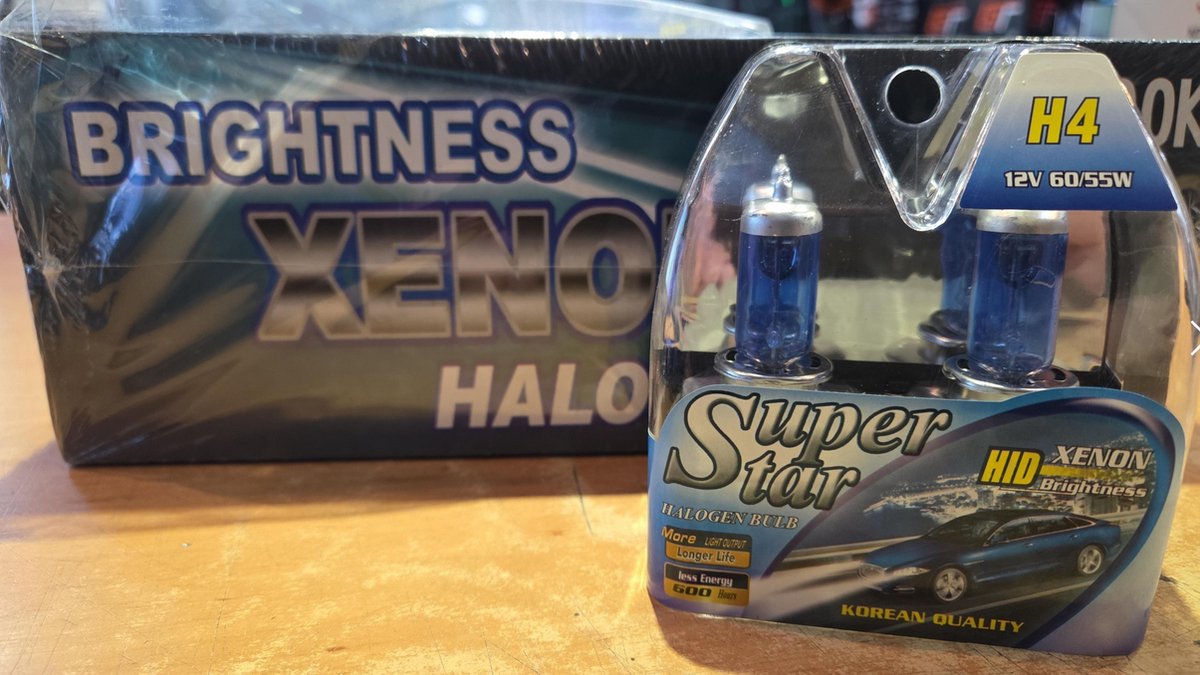 BRIGHTNESS
XENO
HALO
H4
12V 60/55W
Super
Star
HALOGEN BULB
HID XENON
Brightness
More LIGHT OUTPUT
Longer Life
less Energy
600 Hours
KOREAN QUALITY